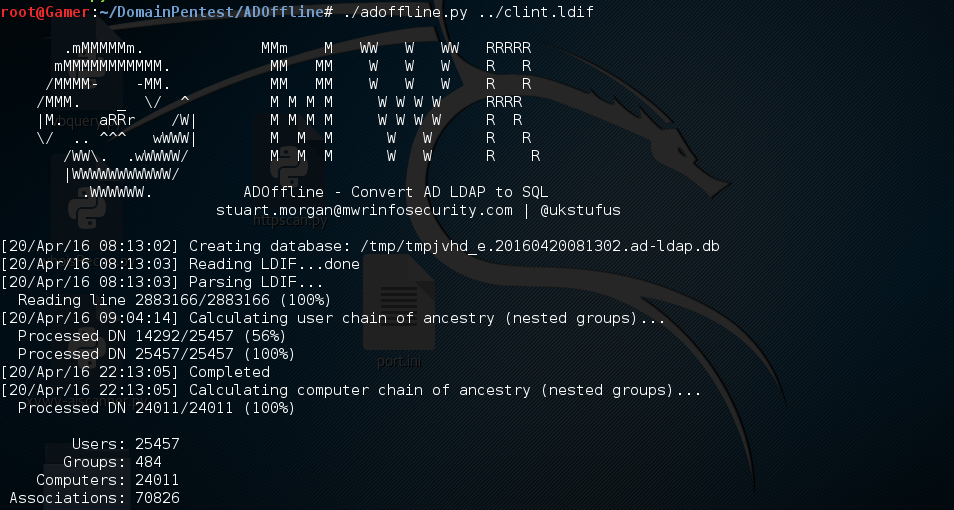 root@Gamer:~/DomainPentest/ADOffline# ./adoffline.py ../clint.ldif
.mMMMMMm. MMm M WW W WW RRRRR
mMMMMMMMMMMM. MM MM W W W R R
/MMMM- -MM. MM MM W W W R R
/MMM. _ \/ ^ M M M M W W W W RRRR
|M. aRRr /W| M M M M W W W W R R
\/ .. ^^^ wWWW| M M M W W R R
/WW\. .wWWWW/ M M M W W R R
|WWWWWWWWWWW/
.WWWWWW. ADOffline - Convert AD LDAP to SQL
stuart.morgan@mwrinfosecurity.com | @ukstufus
httpscan.py
[20/Apr/16 08:13:02] Creating database: /tmp/tmpjvhd_e.20160420081302.ad-ldap.db
[20/Apr/16 08:13:03] Reading LDIF...done
[20/Apr/16 08:13:03] Parsing LDIF...
Reading line 2883166/2883166 (100%)
[20/Apr/16 09:04:14] Calculating user chain of ancestry (nested groups)...
Processed DN 14292/25457 (56%)
Processed DN 25457/25457 (100%)
port.ini
[20/Apr/16 22:13:05] Completed
[20/Apr/16 22:13:05] Calculating computer chain of ancestry (nested groups)...
Processed DN 24011/24011 (100%)
Users: 25457
Groups: 484
Computers: 24011
Associations: 70826